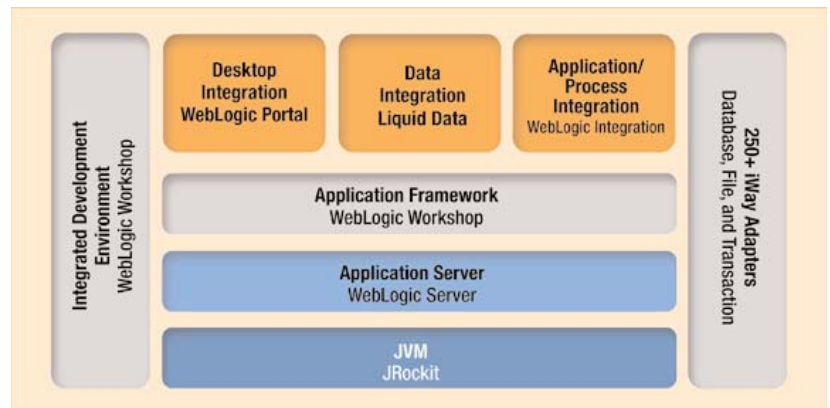 Integrated Development
Environment
WebLogic Workshop
Desktop
Integration
WebLogic Portal
Data
Integration
Liquid Data
Application/
Process
Integration
WebLogic Integration
Application Framework
WebLogic Workshop
Application Server
WebLogic Server
JVM
JRockit
250+ iWay Adapters
Database, File, and Transaction